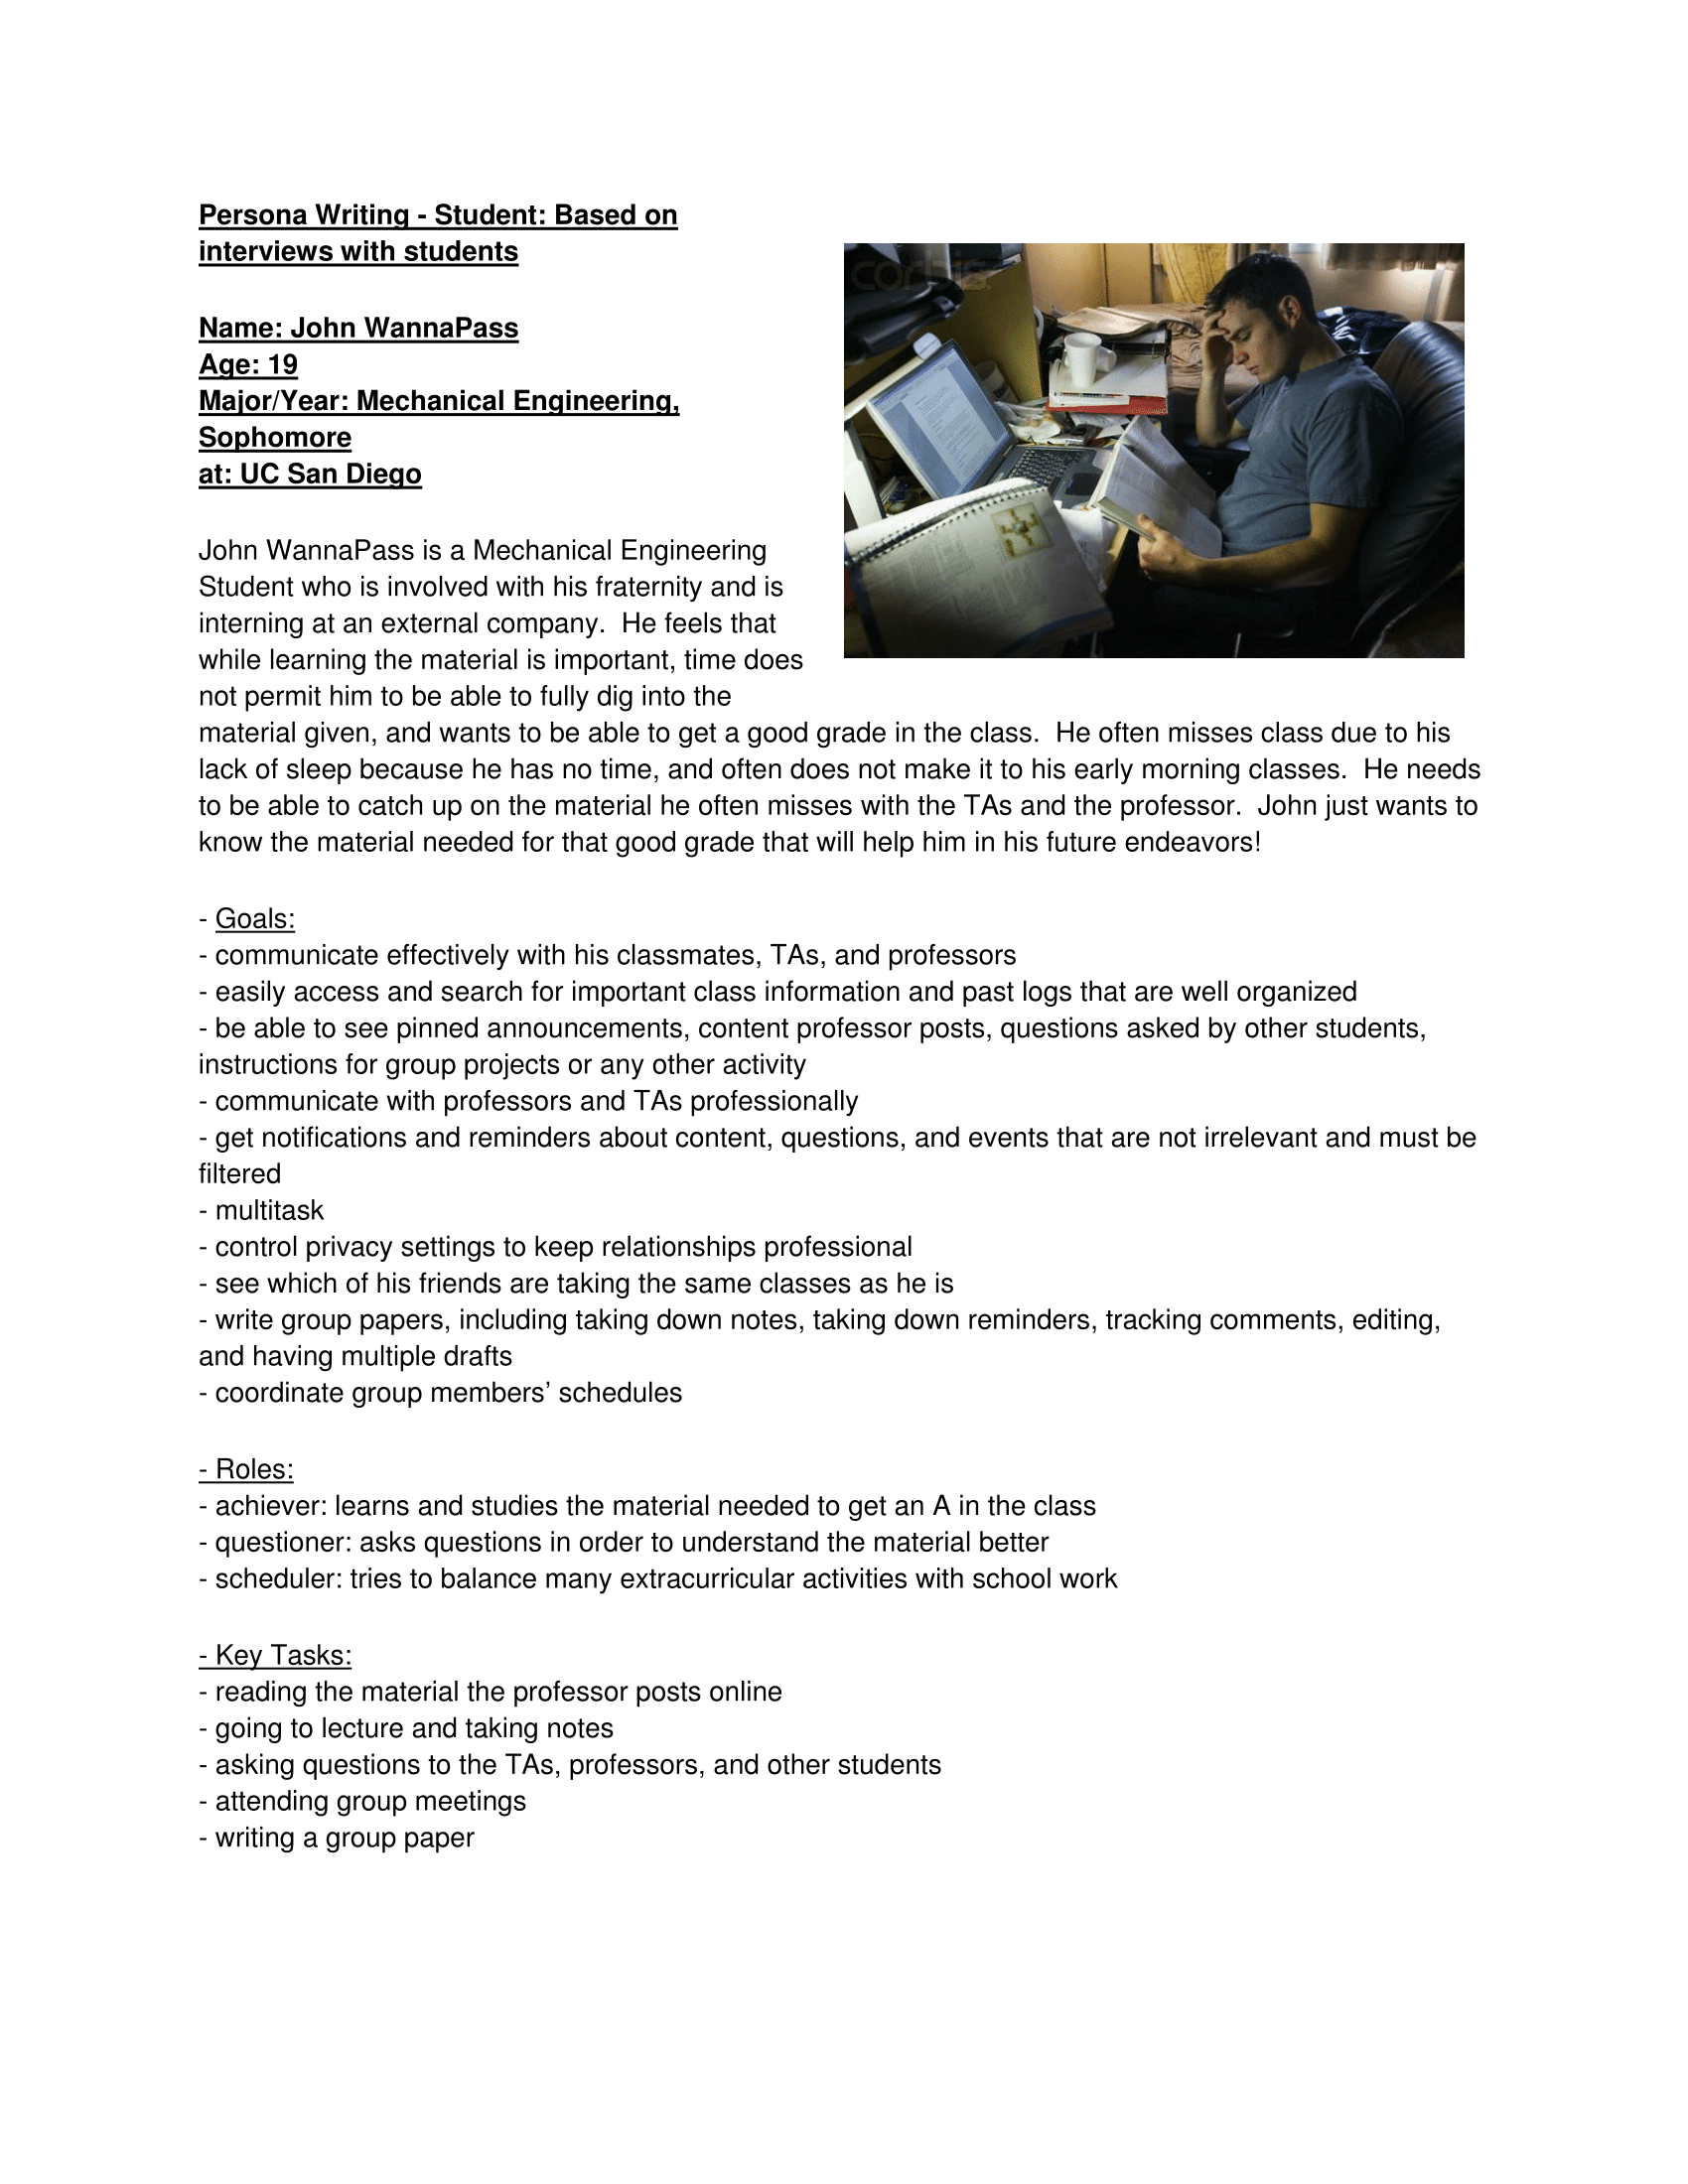 Persona Writing - Student: Based on
interviews with students
Name: John WannaPass
Age: 19
Major/Year: Mechanical Engineering,
Sophomore
at: UC San Diego
corbis.
John WannaPass is a Mechanical Engineering
Student who is involved with his fraternity and is
interning at an external company.  He feels that
while learning the material is important, time does
not permit him to be able to fully dig into the
material given, and wants to be able to get a good grade in the class.  He often misses class due to his
lack of sleep because he has no time, and often does not make it to his early morning classes.  He needs
to be able to catch up on the material he often misses with the TAs and the professor.  John just wants to
know the material needed for that good grade that will help him in his future endeavors!
- Goals:
- communicate effectively with his classmates, TAs, and professors
- easily access and search for important class information and past logs that are well organized
- be able to see pinned announcements, content professor posts, questions asked by other students,
instructions for group projects or any other activity
- communicate with professors and TAs professionally
- get notifications and reminders about content, questions, and events that are not irrelevant and must be
filtered
- multitask
- control privacy settings to keep relationships professional
- see which of his friends are taking the same classes as he is
- write group papers, including taking down notes, taking down reminders, tracking comments, editing,
and having multiple drafts
- coordinate group members’ schedules
- Roles:
- achiever: learns and studies the material needed to get an A in the class
- questioner: asks questions in order to understand the material better
- scheduler: tries to balance many extracurricular activities with school work
- Key Tasks:
- reading the material the professor posts online
- going to lecture and taking notes
- asking questions to the TAs, professors, and other students
- attending group meetings
- writing a group paper